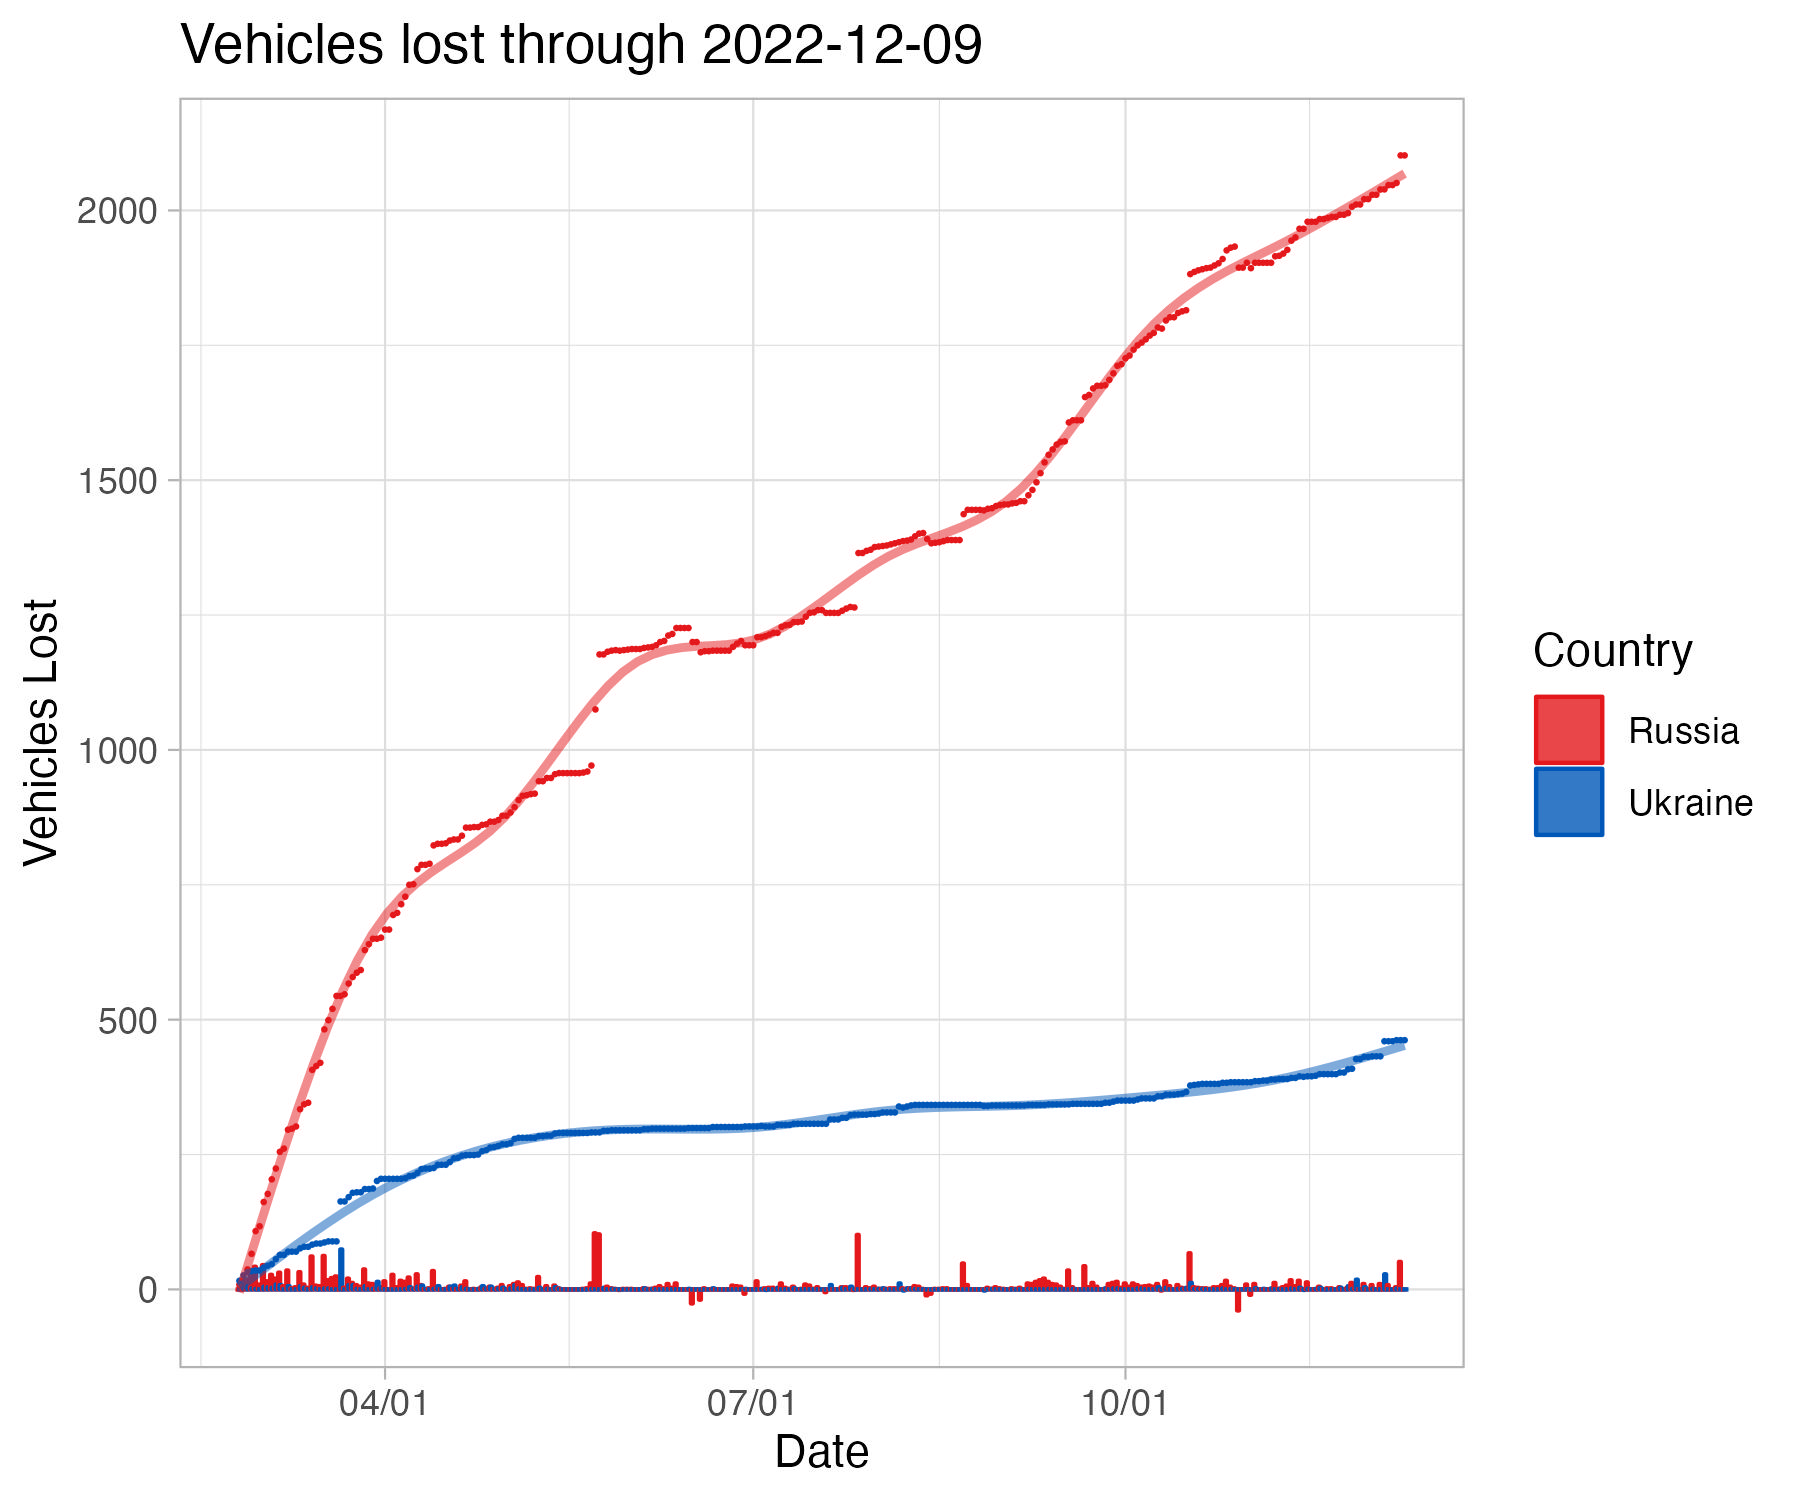 Vehicles lost through 2022-12-09
Vehicles Lost
2000
1500
1000
500
0
04/01 07/01 10/01
Date
Country
Russia
Ukraine